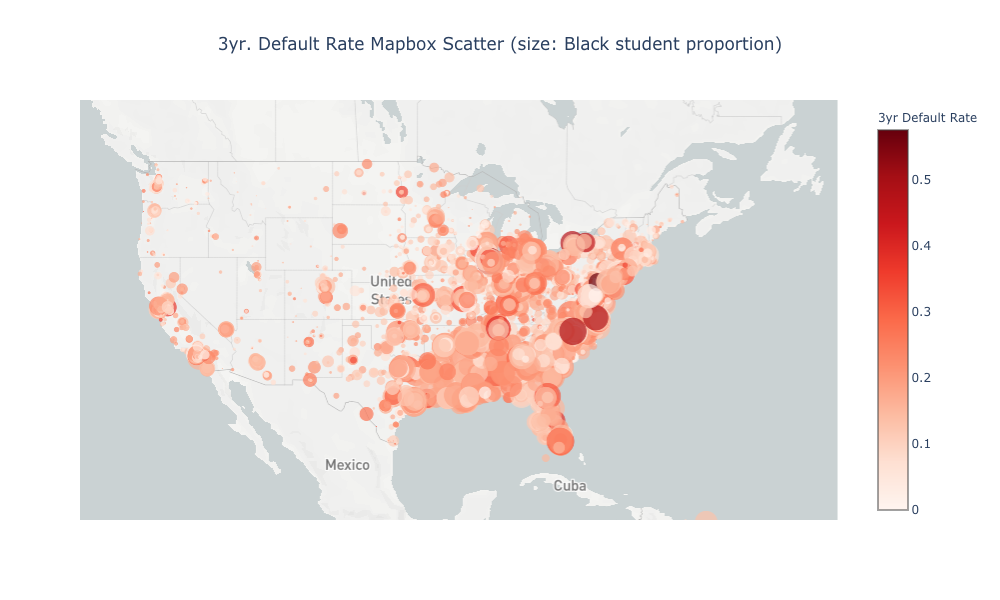 3yr. Default Rate Mapbox Scatter (size: Black student proportion)
3yr Default Rate
0.5
0.4
0.3
0.2
0.1
0
United
States
Mexico
Cuba